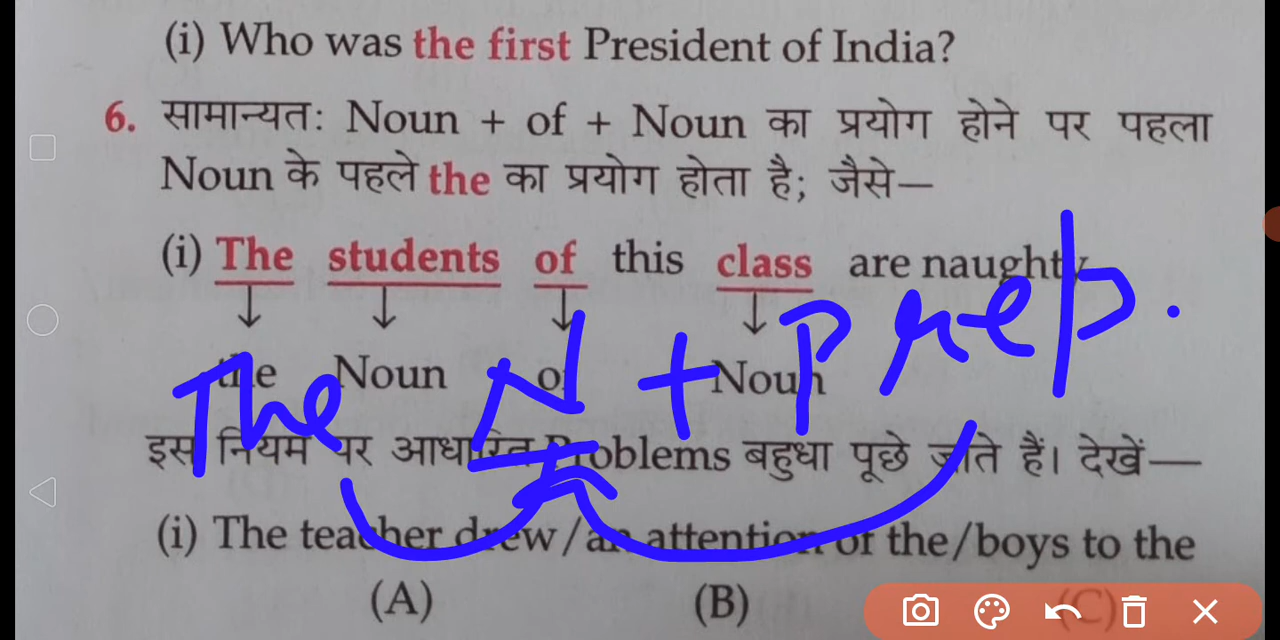 (i) Who was the first President of India?
6. सामान्यतः Noun + of + Noun का प्रयोग होने पर पहला
Noun के पहले the का प्रयोग होता है; जैसे—
(i) The students of this class are naughty
the Noun of Noun
The N + Prep.
इस नियम पर आधारित Problems बहुधा पूछे जाते हैं। देखें—
(i) The teacher drew/an attention of the/boys to the
(A) (B) (C)